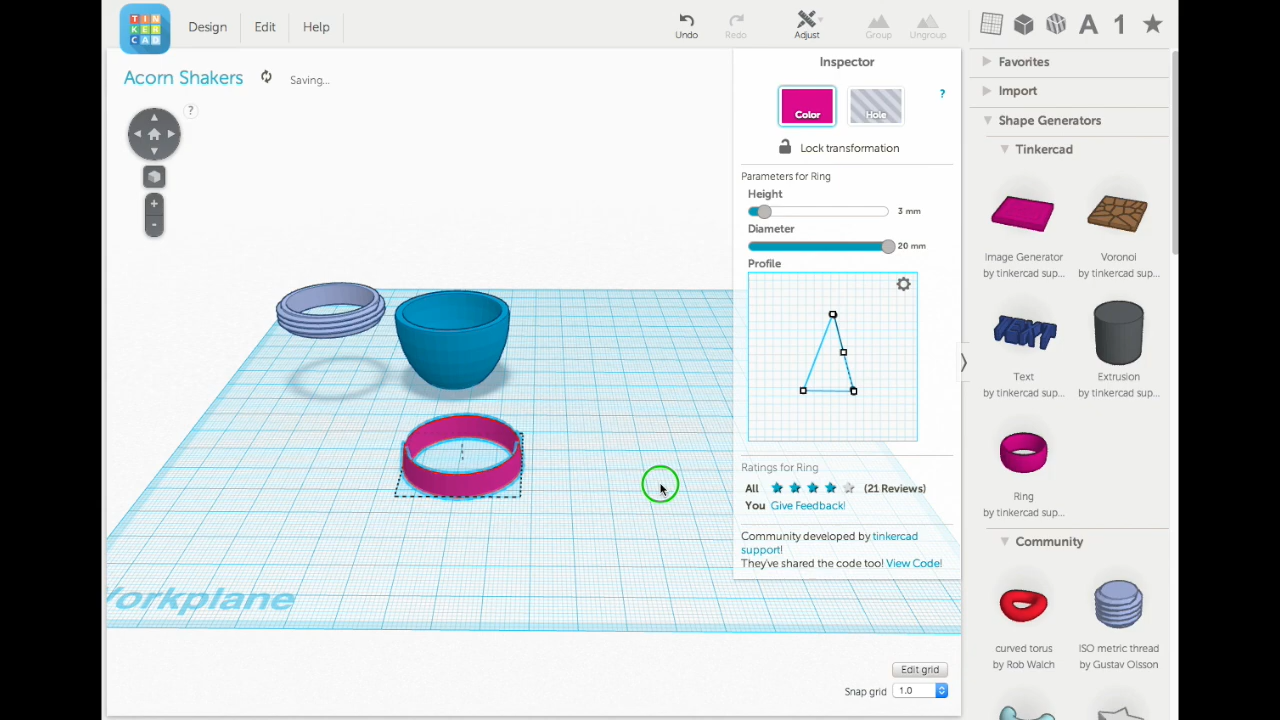 TIN
KER
CAD
Design
Edit
Help
Undo
Redo
Adjust
Group
Ungroup
A
1
Acorn Shakers
Saving...
?
Inspector
Color
Hole
?
Lock transformation
Parameters for Ring
Height
3 mm
Diameter
20 mm
Profile
Ratings for Ring
All
(21 Reviews)
You
Give Feedback!
Community developed by tinkercad
support!
They've shared the code too! View Code!
Favorites
Import
Shape Generators
Tinkercad
Image Generator
by tinkercad sup...
Voronoi
by tinkercad sup...
TEXT
Text
by tinkercad sup...
Extrusion
by tinkercad sup...
Ring
by tinkercad sup...
Community
curved torus
by Rob Walch
ISO metric thread
by Gustav Olsson
Workplane
Edit grid
Snap grid
1.0